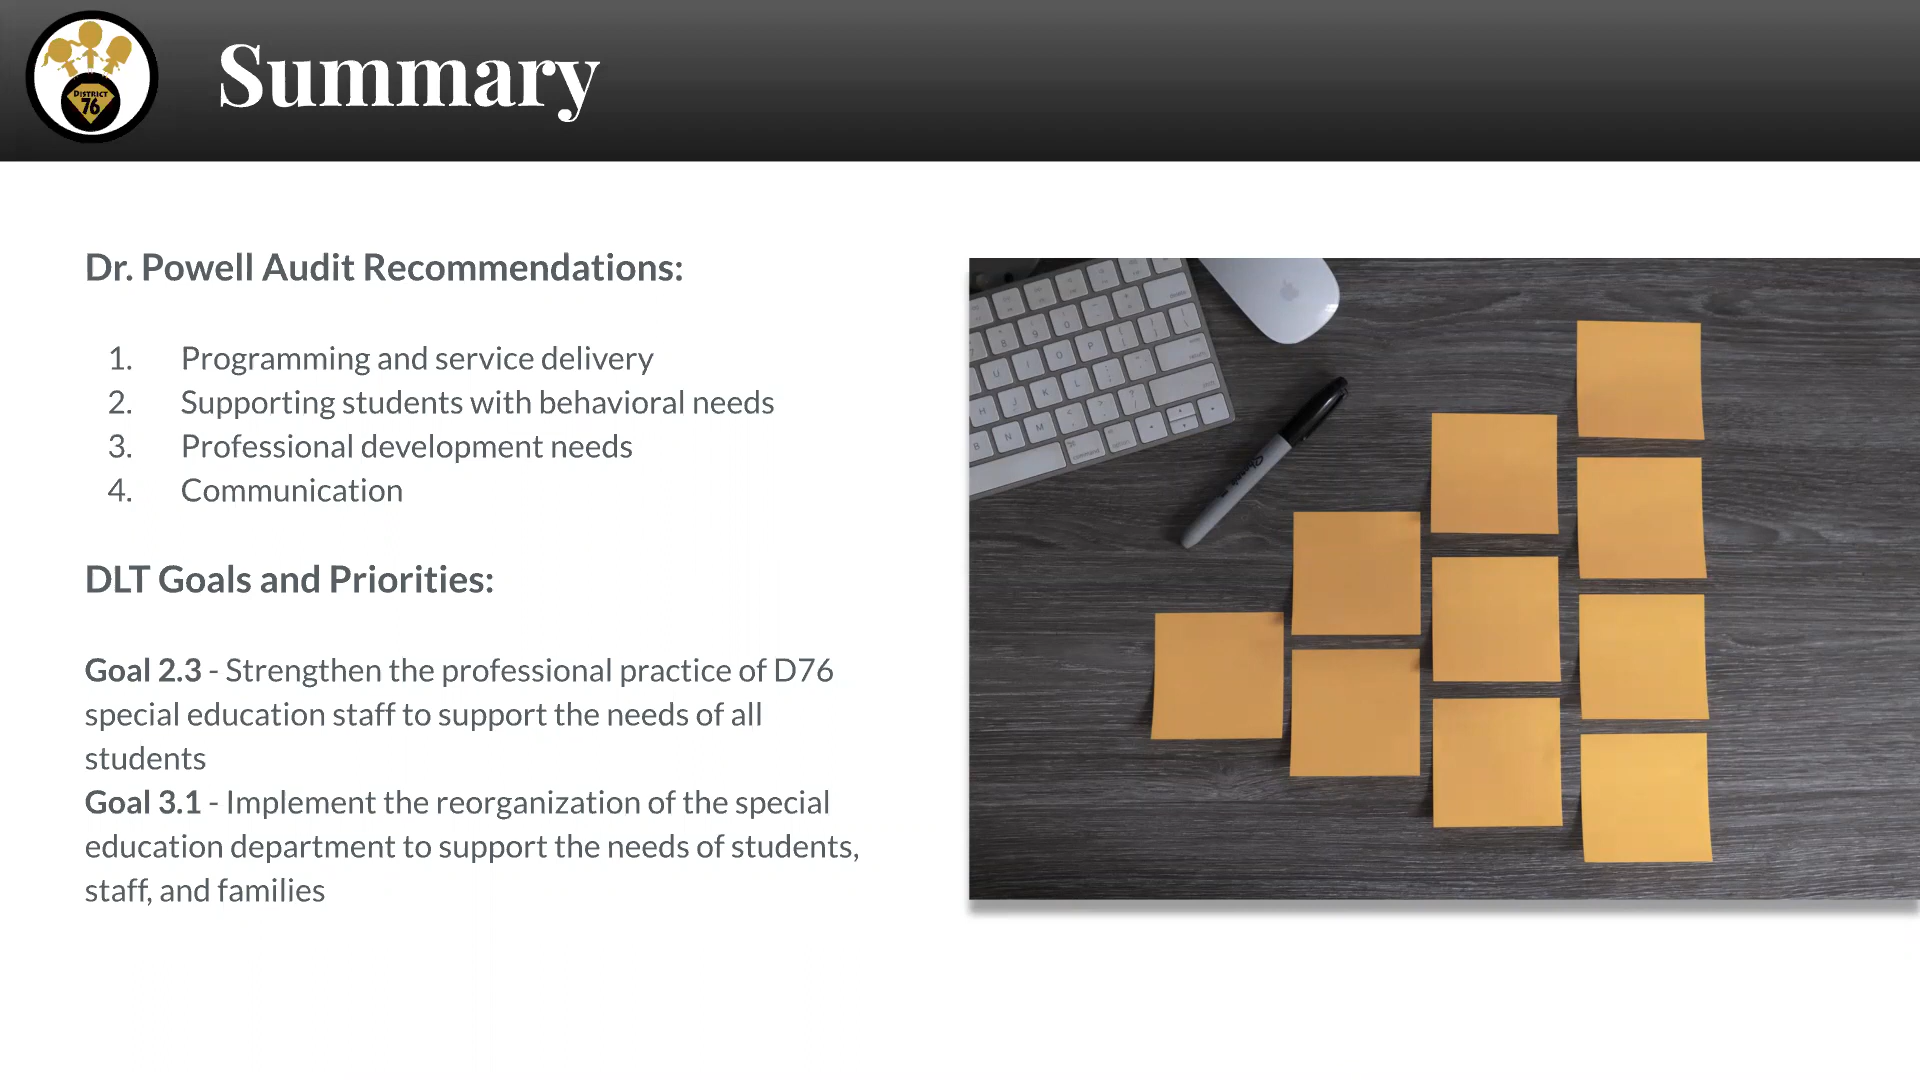 DISTRICT
76
Summary
Dr. Powell Audit Recommendations:
1. Programming and service delivery
2. Supporting students with behavioral needs
3. Professional development needs
4. Communication
DLT Goals and Priorities:
Goal 2.3 - Strengthen the professional practice of D76
special education staff to support the needs of all
students
Goal 3.1 - Implement the reorganization of the special
education department to support the needs of students,
staff, and families